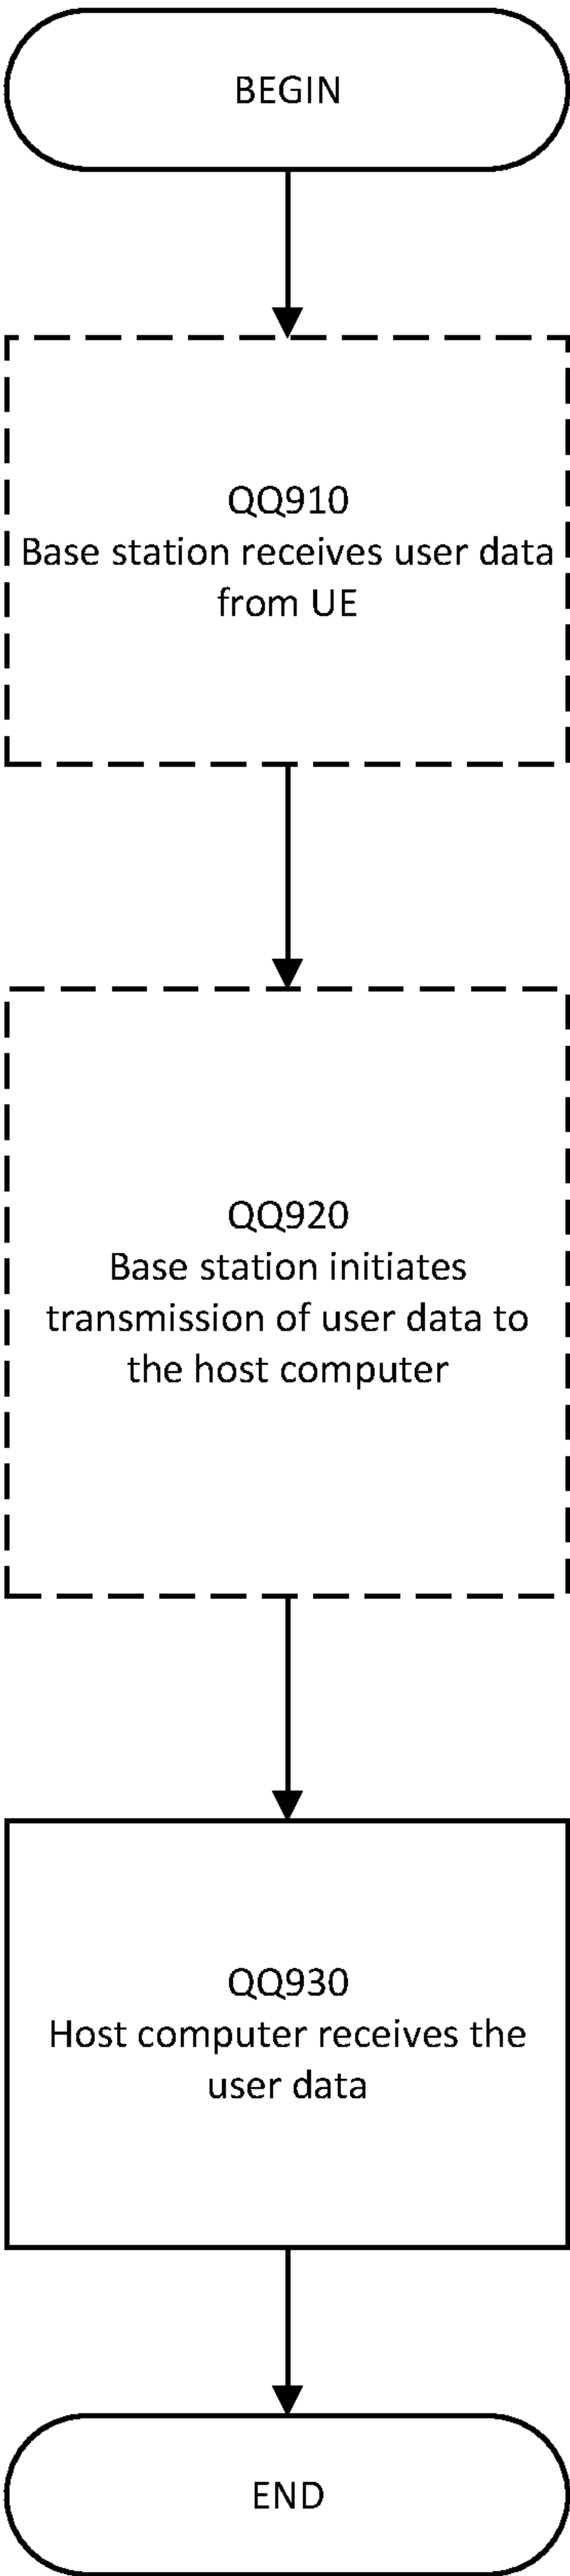 BEGIN
QQ910
Base station receives user data
from UE
QQ920
Base station initiates
transmission of user data to
the host computer
QQ930
Host computer receives the
user data
END